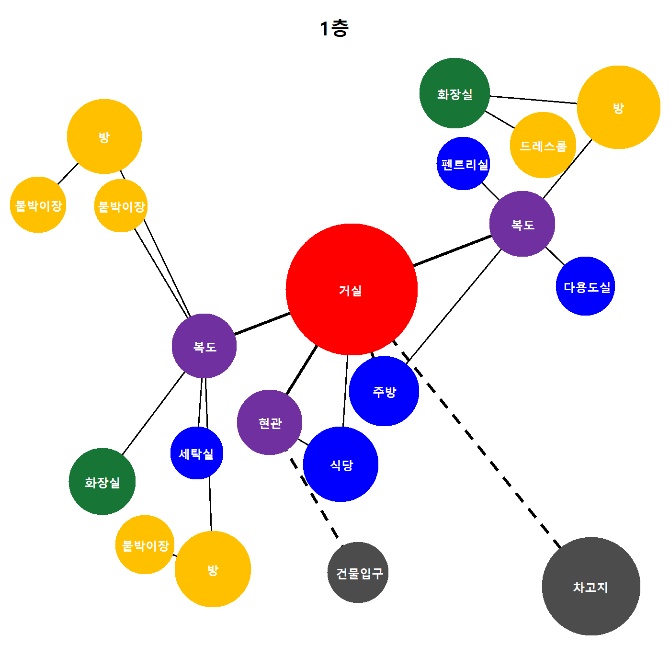 1층
화장실
방
방
드레스룸
펜트리실
붙박이장
붙박이장
복도
다용도실
거실
복도
주방
현관
세탁실
식당
화장실
붙박이장
방
건물입구
차고지